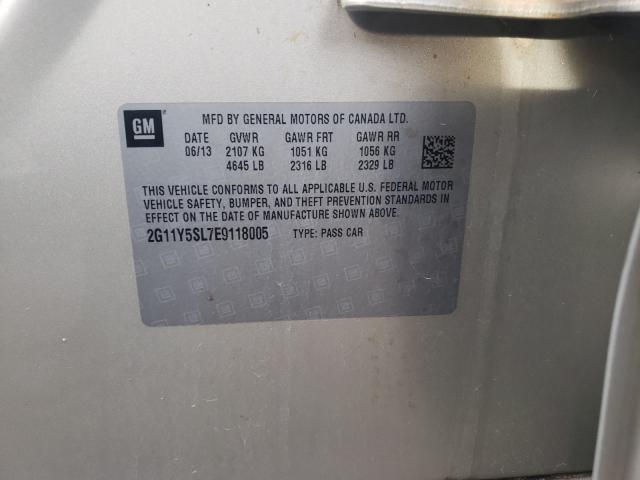 GM
MFD BY GENERAL MOTORS OF CANADA LTD.
DATE GVWR GAWR FRT GAWR RR
06/13 2107 KG 1051 KG 1056 KG
4645 LB 2316 LB 2329 LB
THIS VEHICLE CONFORMS TO ALL APPLICABLE U.S. FEDERAL MOTOR
VEHICLE SAFETY, BUMPER, AND THEFT PREVENTION STANDARDS IN
EFFECT ON THE DATE OF MANUFACTURE SHOWN ABOVE.
2G11Y5SL7E9118005 TYPE: PASS CAR